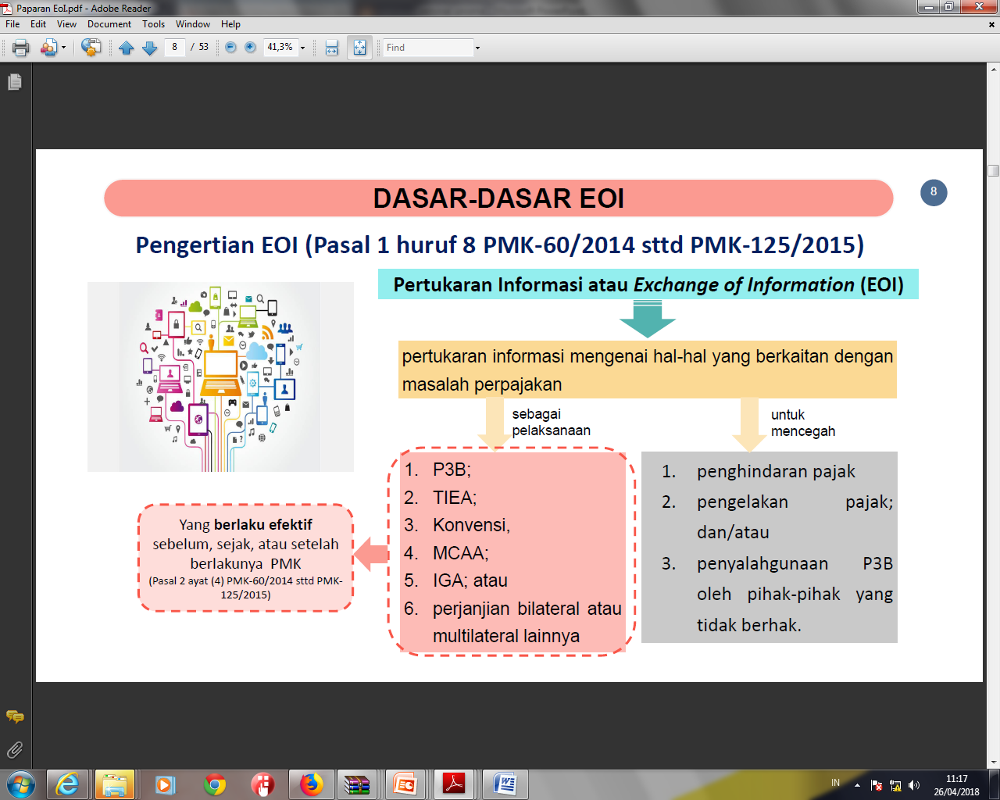 Paparan EoI.pdf - Adobe Reader
File Edit View Document Tools Window Help
8 / 53 41,3% Find
DASAR-DASAR EOI
8
Pengertian EOI (Pasal 1 huruf 8 PMK-60/2014 sttd PMK-125/2015)
Pertukaran Informasi atau Exchange of Information (EOI)
pertukaran informasi mengenai hal-hal yang berkaitan dengan
masalah perpajakan
sebagai
pelaksanaan
untuk
mencegah
1. P3B;
2. TIEA;
3. Konvensi,
4. MCAA;
5. IGA; atau
6. perjanjian bilateral atau
multilateral lainnya
1. penghindaran pajak
2. pengelakan pajak;
dan/atau
3. penyalahgunaan P3B
oleh pihak-pihak yang
tidak berhak.
Yang berlaku efektif
sebelum, sejak, atau setelah
berlakunya PMK
(Pasal 2 ayat (4) PMK-60/2014 sttd PMK-
125/2015)
IN
11:17
26/04/2018